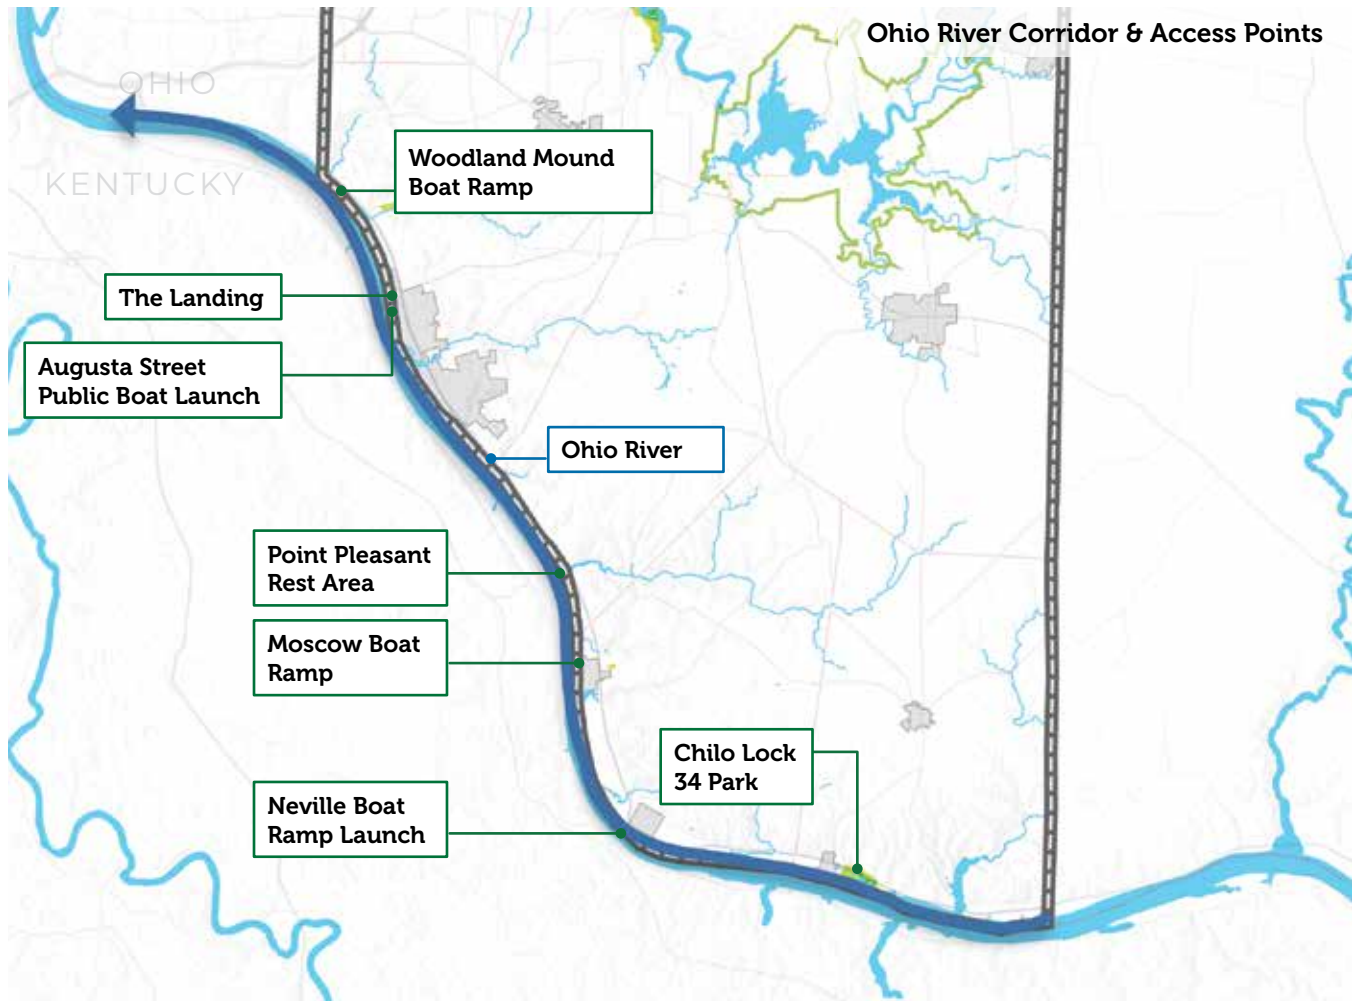 Ohio River Corridor & Access Points
OHIO
KENTUCKY
Woodland Mound
Boat Ramp
The Landing
Augusta Street
Public Boat Launch
Ohio River
Point Pleasant
Rest Area
Moscow Boat
Ramp
Chilo Lock
34 Park
Neville Boat
Ramp Launch